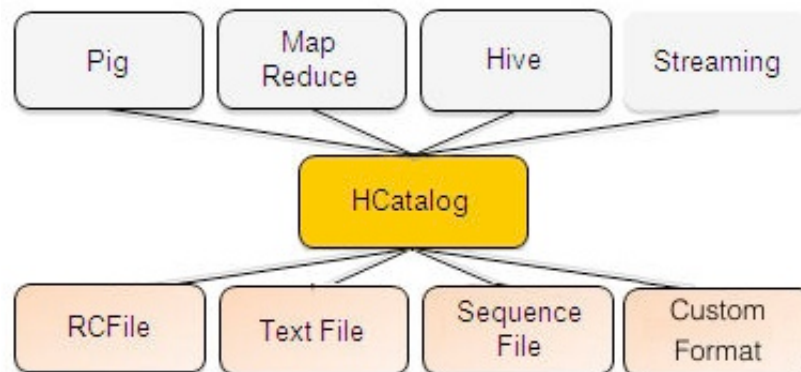 Pig
Map
Reduce
Hive
Streaming
HCatalog
RCFile
Text File
Sequence
File
Custom
Format